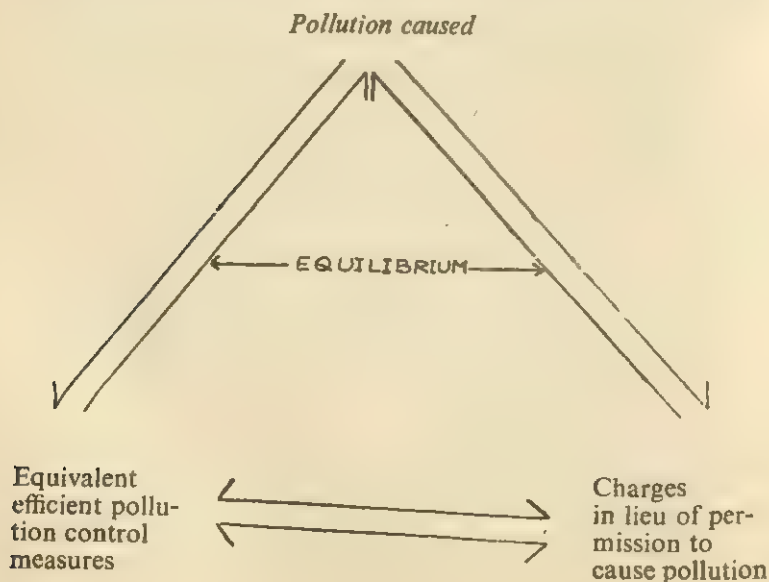 Pollution caused
EQUILIBRIUM
Equivalent
efficient pollu-
tion control
measures
Charges
in lieu of per-
mission to
cause pollution